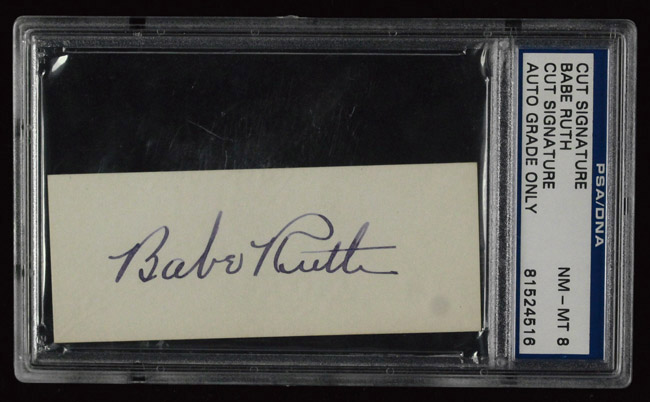 Babe Ruth
CUT SIGNATURE
BABE RUTH
CUT SIGNATURE
AUTO GRADE ONLY
NM - MT 8
81524516
PSA/DNA